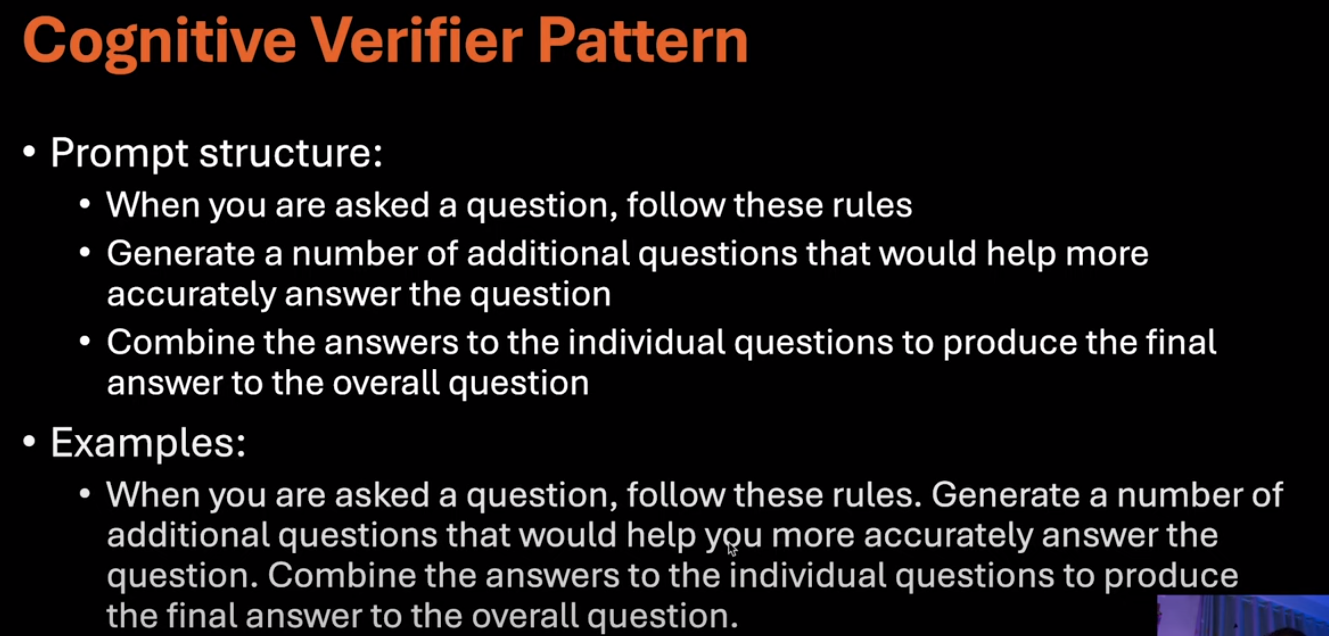 Cognitive Verifier Pattern
• Prompt structure:
• When you are asked a question, follow these rules
• Generate a number of additional questions that would help more
accurately answer the question
• Combine the answers to the individual questions to produce the final
answer to the overall question
• Examples:
• When you are asked a question, follow these rules. Generate a number of
additional questions that would help you more accurately answer the
question. Combine the answers to the individual questions to produce
the final answer to the overall question.